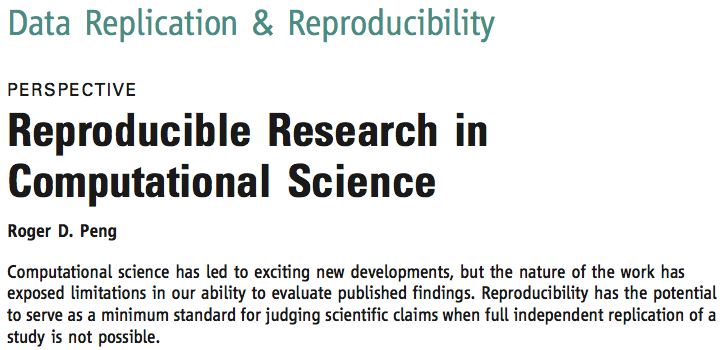 Data Replication & Reproducibility
PERSPECTIVE
Reproducible Research in
Computational Science
Roger D. Peng
Computational science has led to exciting new developments, but the nature of the work has
exposed limitations in our ability to evaluate published findings. Reproducibility has the potential
to serve as a minimum standard for judging scientific claims when full independent replication of a
study is not possible.